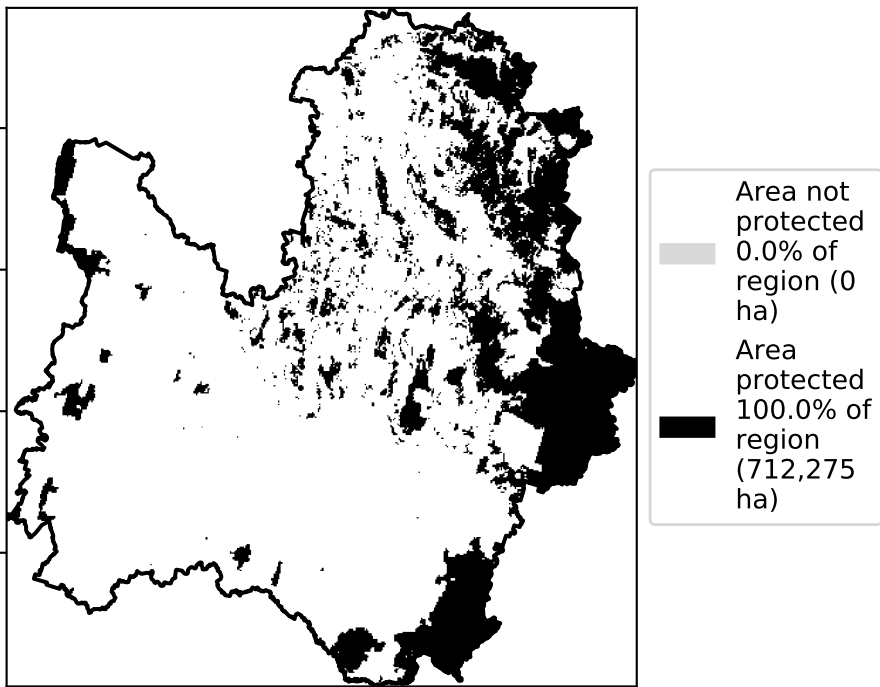 Area not
protected
0.0% of
region (0
ha)
Area
protected
100.0% of
region
(712,275
ha)